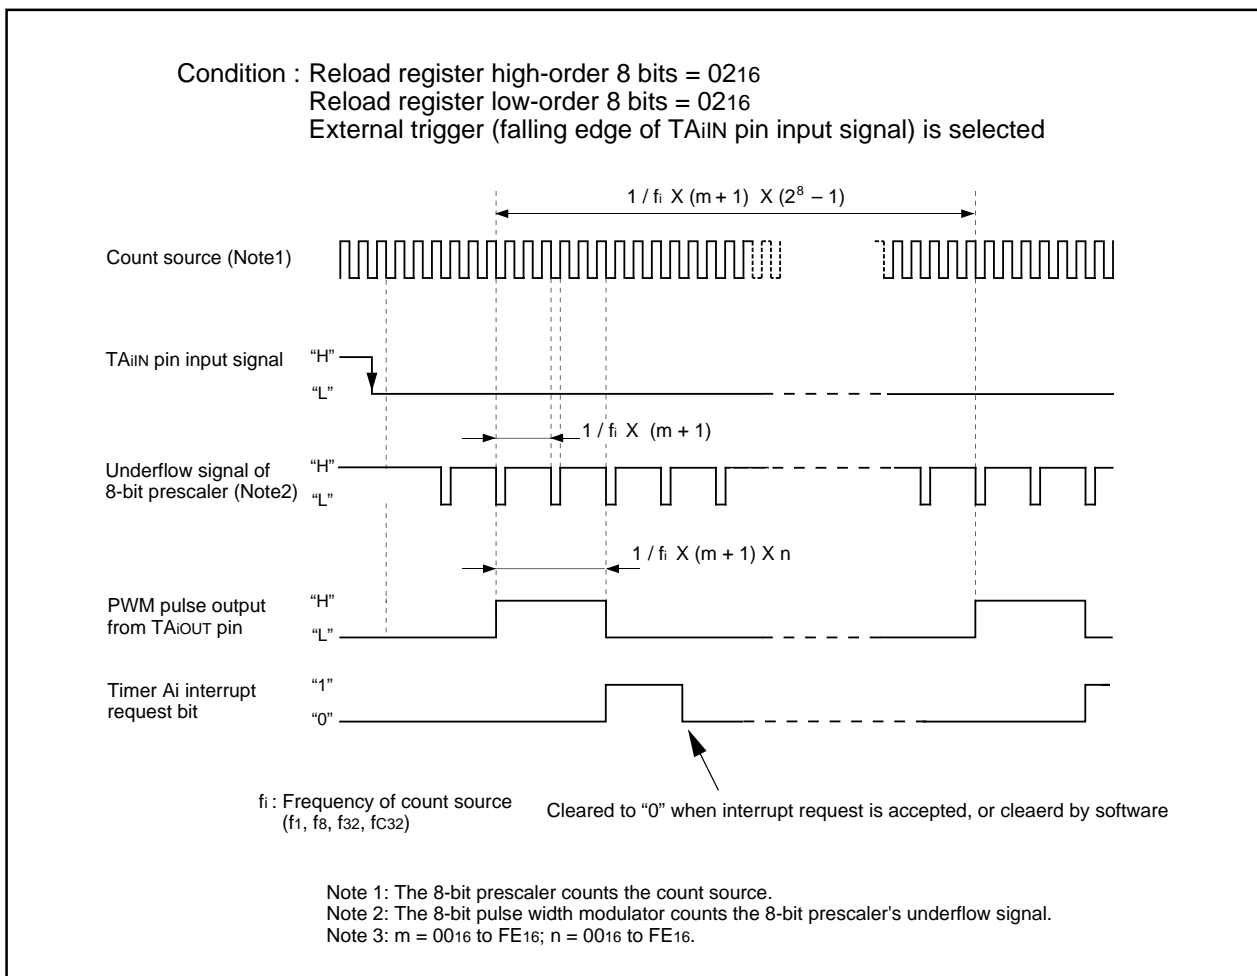 Condition : Reload register high-order 8 bits = 0216
Reload register low-order 8 bits = 0216
External trigger (falling edge of TAiIN pin input signal) is selected
1 / fi X (m + 1) X (2⁸ – 1)
Count source (Note1)
TAiIN pin input signal
“H”
“L”
1 / fi X (m + 1)
Underflow signal of
8-bit prescaler (Note2)
“H”
“L”
1 / fi X (m + 1) X n
PWM pulse output
from TAiOUT pin
“H”
“L”
Timer Ai interrupt
request bit
“1”
“0”
fi : Frequency of count source
(f1, f8, f32, fC32)
Cleared to “0” when interrupt request is accepted, or cleaerd by software
Note 1: The 8-bit prescaler counts the count source.
Note 2: The 8-bit pulse width modulator counts the 8-bit prescaler's underflow signal.
Note 3: m = 0016 to FE16; n = 0016 to FE16.